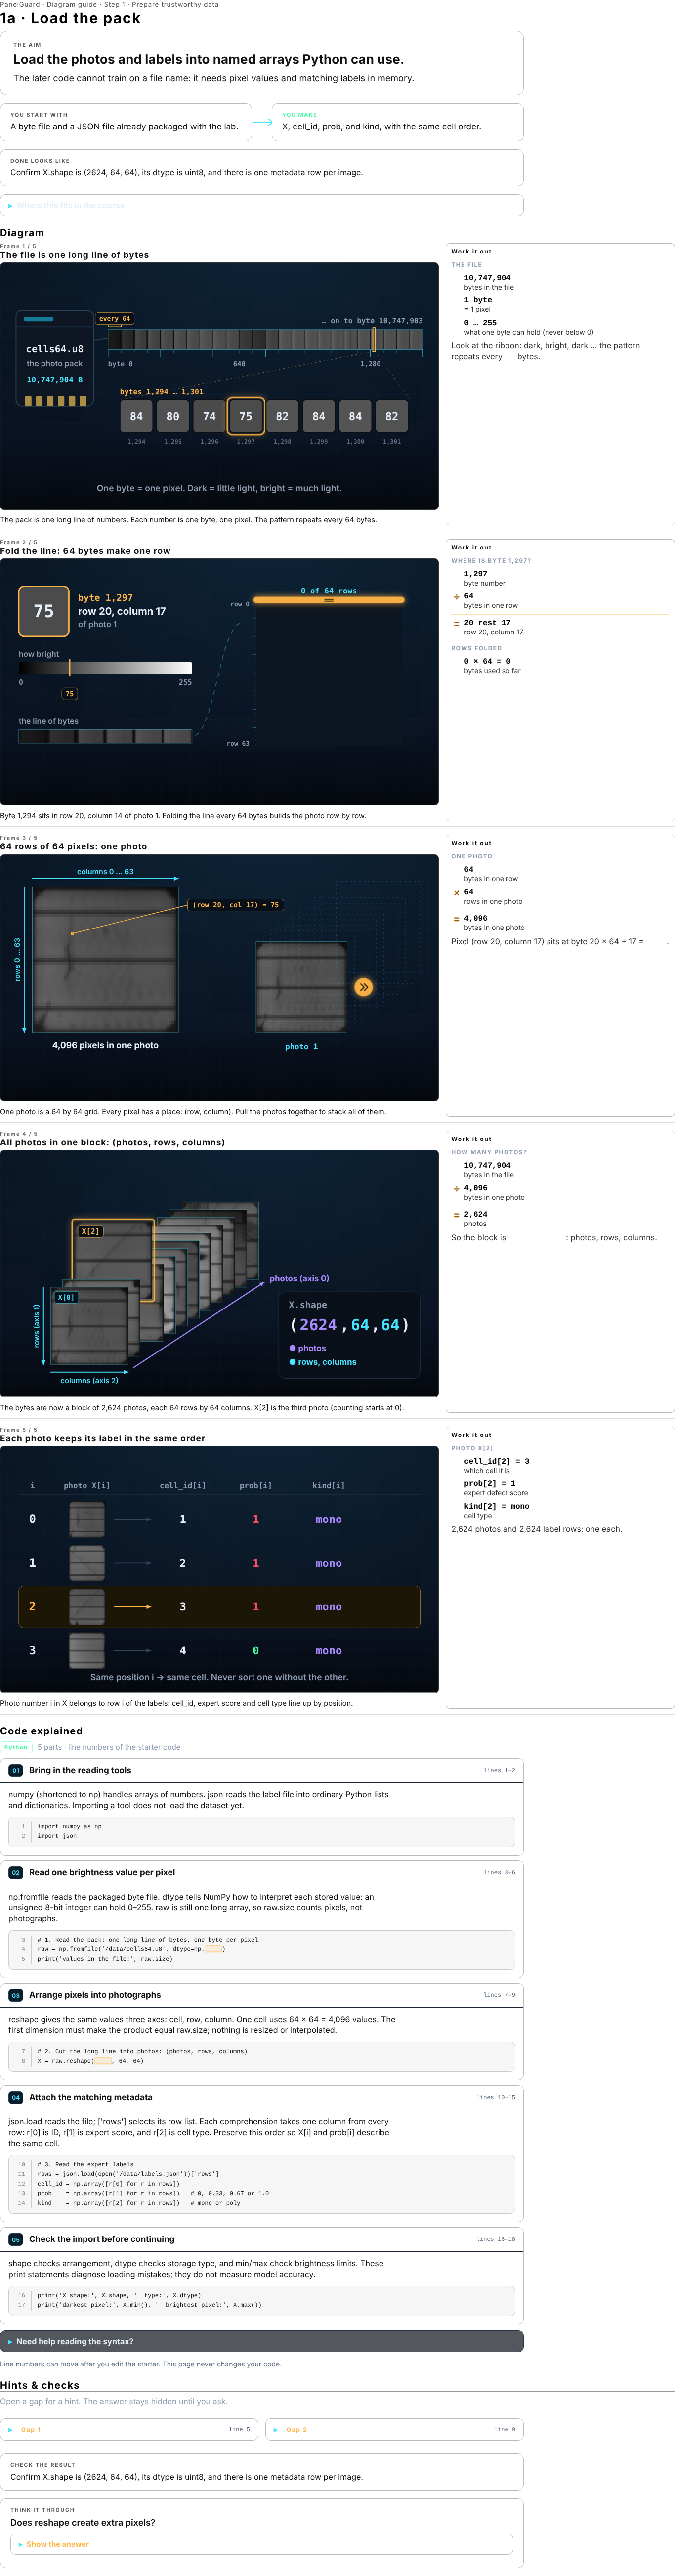 PanelGuard · Diagram guide · Step 1 · Prepare trustworthy data
1a · Load the pack
THE AIM
Load the photos and labels into named arrays Python can use.
The later code cannot train on a file name: it needs pixel values and matching labels in memory.
YOU START WITH
A byte file and a JSON file already packaged with the lab.
YOU MAKE
X, cell_id, prob, and kind, with the same cell order.
DONE LOOKS LIKE
Confirm X.shape is (2624, 64, 64), its dtype is uint8, and there is one metadata row per image.
▸ Where this fits in the course
Diagram
Frame 1 / 5
The file is one long line of bytes
cells64.u8
the photo pack
10,747,904 B
every 64
… on to byte 10,747,903
byte 0
640
1,280
bytes 1,294 … 1,301
84 80 74 75 82 84 84 82
1,294 1,295 1,296 1,297 1,298 1,299 1,300 1,301
One byte = one pixel. Dark = little light, bright = much light.
The pack is one long line of numbers. Each number is one byte, one pixel. The pattern repeats every 64 bytes.
Work it out
THE FILE
10,747,904
bytes in the file
1 byte
= 1 pixel
0 … 255
what one byte can hold (never below 0)
Look at the ribbon: dark, bright, dark … the pattern
repeats every bytes.
Frame 2 / 5
Fold the line: 64 bytes make one row
75
byte 1,297
row 20, column 17
of photo 1
how bright
0
255
75
the line of bytes
0 of 64 rows
row 0
row 63
Byte 1,294 sits in row 20, column 14 of photo 1. Folding the line every 64 bytes builds the photo row by row.
Work it out
WHERE IS BYTE 1,297?
1,297
byte number
÷ 64
bytes in one row
= 20 rest 17
row 20, column 17
ROWS FOLDED
0 × 64 = 0
bytes used so far
Frame 3 / 5
64 rows of 64 pixels: one photo
columns 0 … 63
rows 0 … 63
(row 20, col 17) = 75
4,096 pixels in one photo
photo 1
One photo is a 64 by 64 grid. Every pixel has a place: (row, column). Pull the photos together to stack all of them.
Work it out
ONE PHOTO
64
bytes in one row
× 64
rows in one photo
= 4,096
bytes in one photo
Pixel (row 20, column 17) sits at byte 20 × 64 + 17 = .
Frame 4 / 5
All photos in one block: (photos, rows, columns)
X[2]
X[0]
rows (axis 1)
columns (axis 2)
photos (axis 0)
X.shape
(2624,64,64)
photos
rows, columns
The bytes are now a block of 2,624 photos, each 64 rows by 64 columns. X[2] is the third photo (counting starts at 0).
Work it out
HOW MANY PHOTOS?
10,747,904
bytes in the file
÷ 4,096
bytes in one photo
= 2,624
photos
So the block is : photos, rows, columns.
Frame 5 / 5
Each photo keeps its label in the same order
i photo X[i] cell_id[i] prob[i] kind[i]
0 1 1 mono
1 2 1 mono
2 3 1 mono
3 4 0 mono
Same position i → same cell. Never sort one without the other.
Photo number i in X belongs to row i of the labels: cell_id, expert score and cell type line up by position.
Work it out
PHOTO X[2]
cell_id[2] = 3
which cell it is
prob[2] = 1
expert defect score
kind[2] = mono
cell type
2,624 photos and 2,624 label rows: one each.
Code explained
Python 5 parts · line numbers of the starter code
01 Bring in the reading tools lines 1–2
numpy (shortened to np) handles arrays of numbers. json reads the label file into ordinary Python lists
and dictionaries. Importing a tool does not load the dataset yet.
1 import numpy as np
2 import json
02 Read one brightness value per pixel lines 3–6
np.fromfile reads the packaged byte file. dtype tells NumPy how to interpret each stored value: an
unsigned 8-bit integer can hold 0–255. raw is still one long array, so raw.size counts pixels, not
photographs.
3 # 1. Read the pack: one long line of bytes, one byte per pixel
4 raw = np.fromfile('/data/cells64.u8', dtype=np.____)
5 print('values in the file:', raw.size)
03 Arrange pixels into photographs lines 7–9
reshape gives the same values three axes: cell, row, column. One cell uses 64 × 64 = 4,096 values. The
first dimension must make the product equal raw.size; nothing is resized or interpolated.
7 # 2. Cut the long line into photos: (photos, rows, columns)
8 X = raw.reshape(____, 64, 64)
04 Attach the matching metadata lines 10–15
json.load reads the file; ['rows'] selects its row list. Each comprehension takes one column from every
row: r[0] is ID, r[1] is expert score, and r[2] is cell type. Preserve this order so X[i] and prob[i] describe
the same cell.
10 # 3. Read the expert labels
11 rows = json.load(open('/data/labels.json'))['rows']
12 cell_id = np.array([r[0] for r in rows])
13 prob = np.array([r[1] for r in rows]) # 0, 0.33, 0.67 or 1.0
14 kind = np.array([r[2] for r in rows]) # mono or poly
05 Check the import before continuing lines 16–18
shape checks arrangement, dtype checks storage type, and min/max check brightness limits. These
print statements diagnose loading mistakes; they do not measure model accuracy.
16 print('X shape:', X.shape, ' type:', X.dtype)
17 print('darkest pixel:', X.min(), ' brightest pixel:', X.max())
▸ Need help reading the syntax?
Line numbers can move after you edit the starter. This page never changes your code.
Hints & checks
Open a gap for a hint. The answer stays hidden until you ask.
▸ Gap 1 line 5
▸ Gap 2 line 9
CHECK THE RESULT
Confirm X.shape is (2624, 64, 64), its dtype is uint8, and there is one metadata row per image.
THINK IT THROUGH
Does reshape create extra pixels?
▸ Show the answer